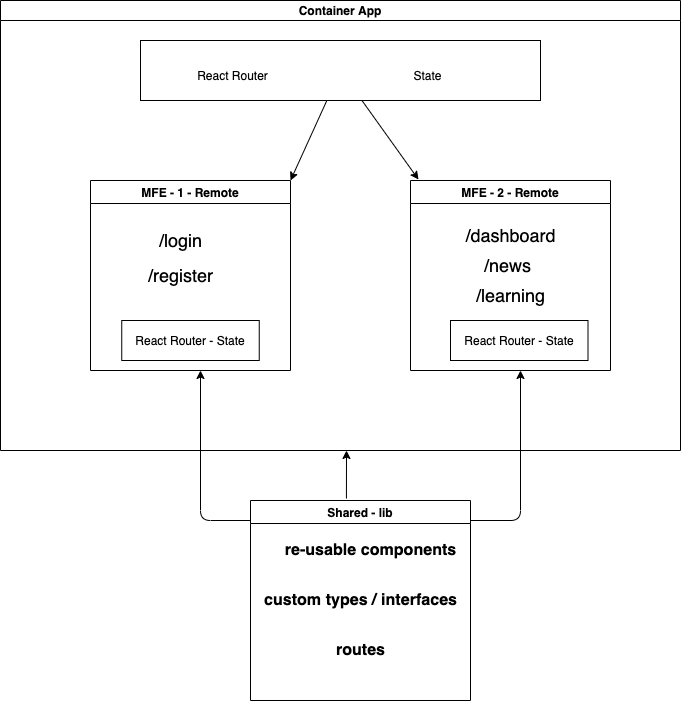 Container App
React Router
State
MFE - 1 - Remote
/login
/register
React Router - State
MFE - 2 - Remote
/dashboard
/news
/learning
React Router - State
Shared - lib
re-usable components
custom types / interfaces
routes